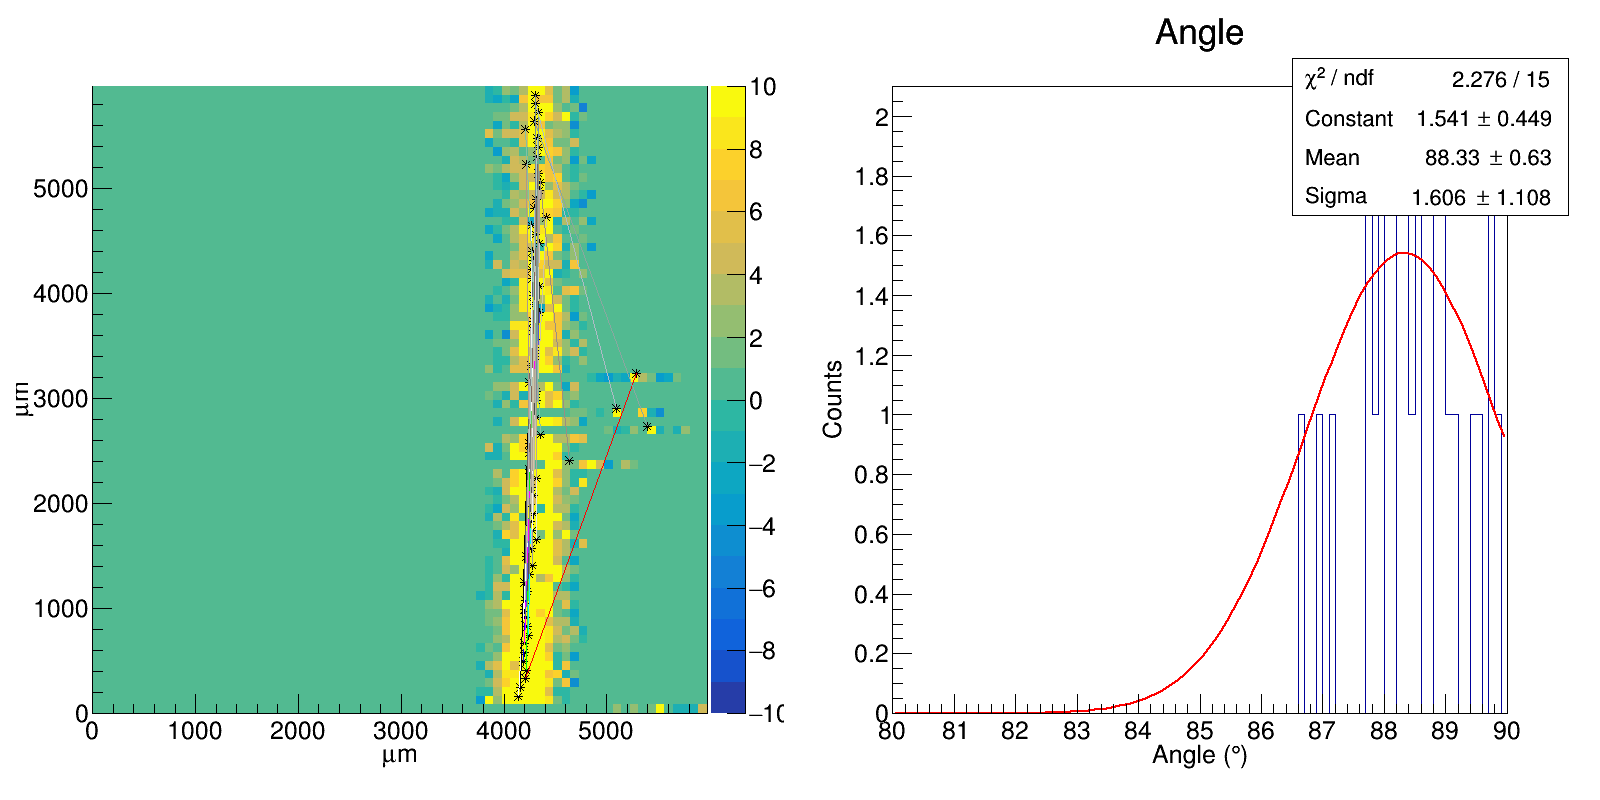 Angle
χ² / ndf 2.276 / 15
Constant 1.541 ± 0.449
Mean 88.33 ± 0.63
Sigma 1.606 ± 1.108
10
8
6
4
2
0
−2
−4
−6
−8
−10
5000
4000
3000
2000
1000
0
μm
0 1000 2000 3000 4000 5000
μm
2
1.8
1.6
1.4
1.2
1
0.8
0.6
0.4
0.2
0
Counts
80 81 82 83 84 85 86 87 88 89 90
Angle (°)